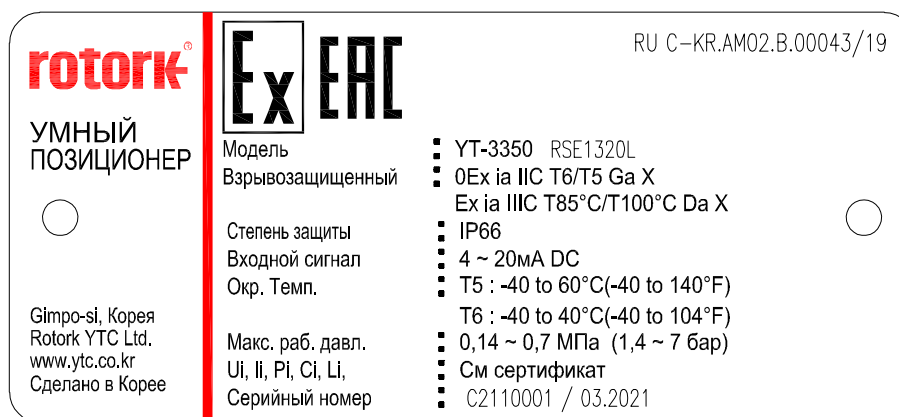 rotork®
УМНЫЙ
ПОЗИЦИОНЕР
Gimpo-si, Корея
Rotork YTC Ltd.
www.ytc.co.kr
Сделано в Корее
Ex EAC
RU C-KR.AM02.B.00043/19
Модель : YT-3350 RSE1320L
Взрывозащищенный : 0Ex ia IIC T6/T5 Ga X
Ex ia IIIC T85°C/T100°C Da X
Степень защиты : IP66
Входной сигнал : 4 ~ 20мА DC
Окр. Темп. : T5 : -40 to 60°C(-40 to 140°F)
T6 : -40 to 40°C(-40 to 104°F)
Макс. раб. давл. : 0,14 ~ 0,7 МПа (1,4 ~ 7 бар)
Ui, Ii, Pi, Ci, Li, : См сертификат
Серийный номер : C2110001 / 03.2021